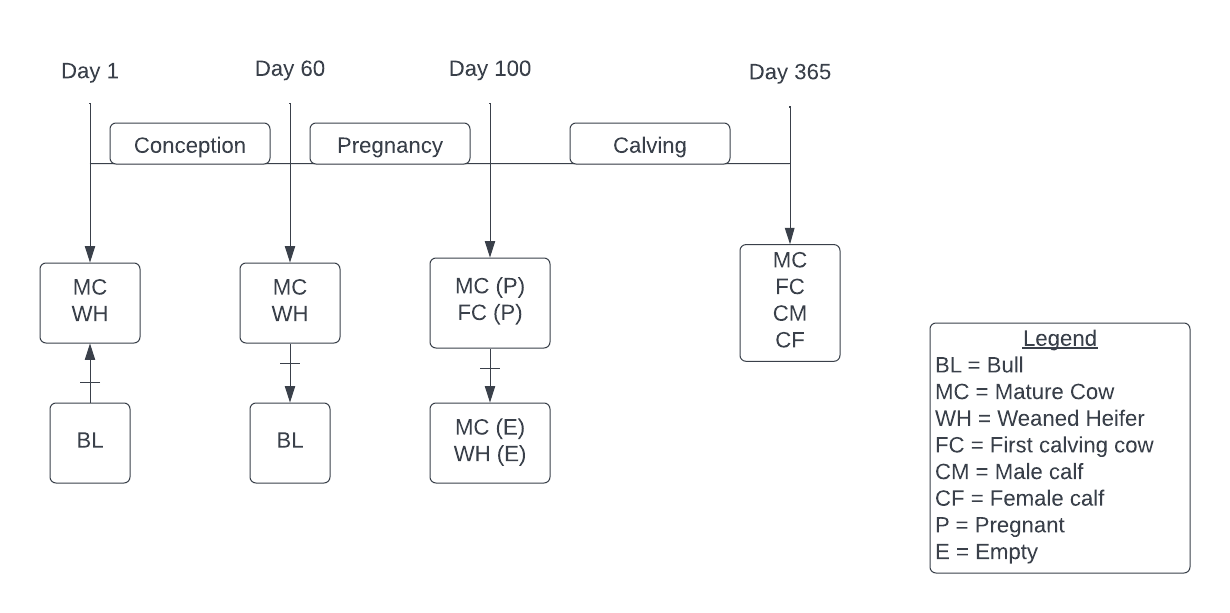 Day 1
Day 60
Day 100
Day 365
Conception
Pregnancy
Calving
MC
WH
MC
WH
MC (P)
FC (P)
MC
FC
CM
CF
BL
BL
MC (E)
WH (E)
Legend
BL = Bull
MC = Mature Cow
WH = Weaned Heifer
FC = First calving cow
CM = Male calf
CF = Female calf
P = Pregnant
E = Empty